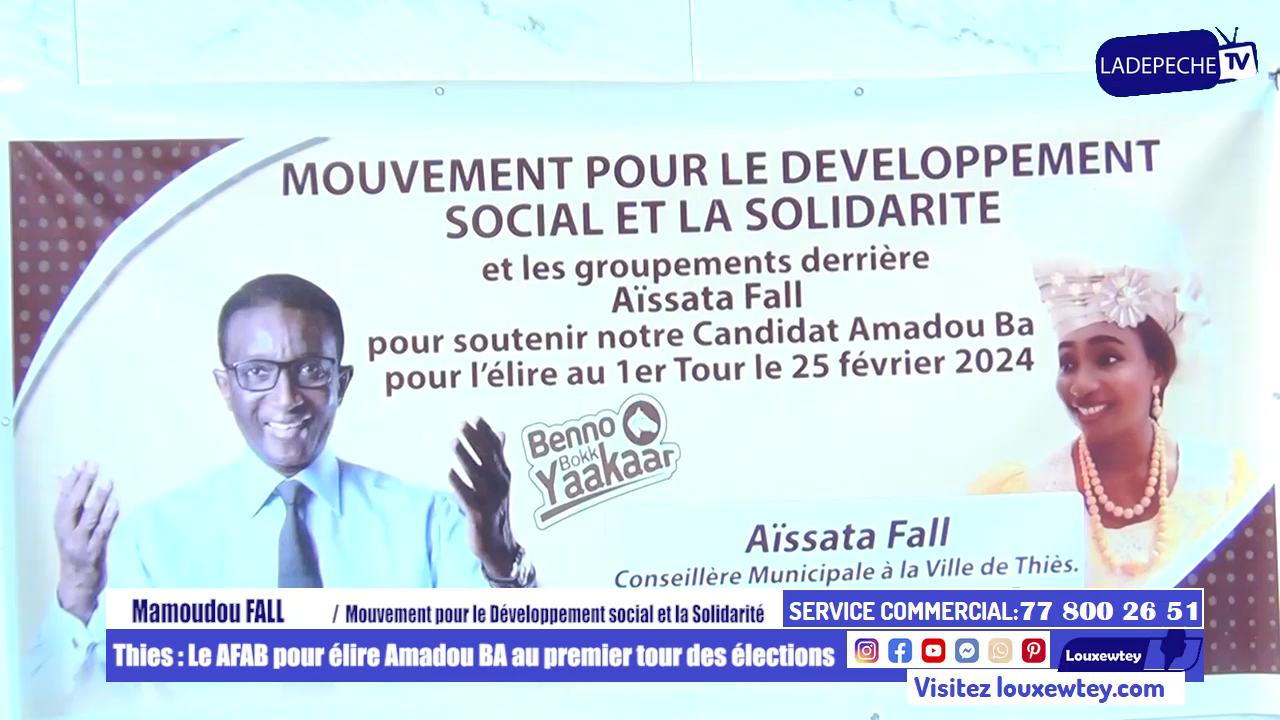 LADEPECHE TV
MOUVEMENT POUR LE DEVELOPPEMENT
SOCIAL ET LA SOLIDARITE
et les groupements derrière
Aïssata Fall
pour soutenir notre Candidat Amadou Ba
pour l'élire au 1er Tour le 25 février 2024
Benno
Bokk
Yaakaar
Aïssata Fall
Conseillère Municipale à la Ville de Thiès.
Mamoudou FALL / Mouvement pour le Développement social et la Solidarité
SERVICE COMMERCIAL:77 800 26 51
Thies : Le AFAB pour élire Amadou BA au premier tour des élections
Louxewtey
Visitez louxewtey.com